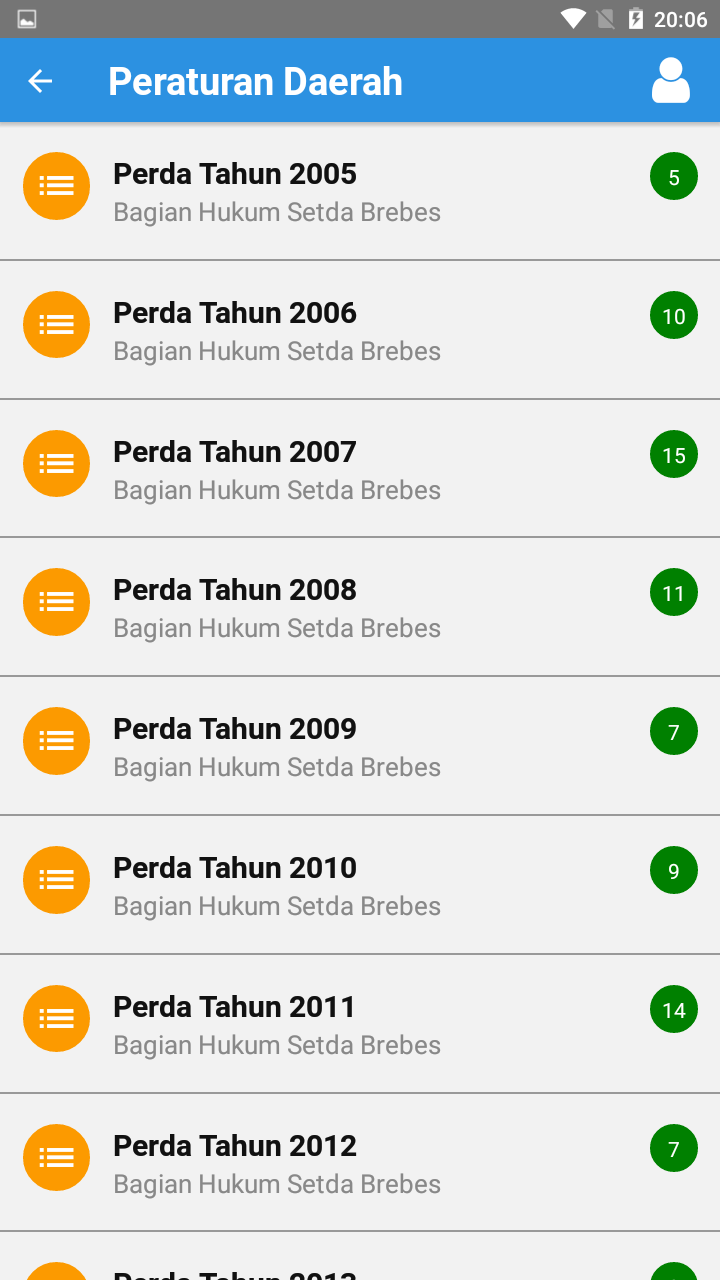 20:06
Peraturan Daerah
Perda Tahun 2005
5
Bagian Hukum Setda Brebes
Perda Tahun 2006
10
Bagian Hukum Setda Brebes
Perda Tahun 2007
15
Bagian Hukum Setda Brebes
Perda Tahun 2008
11
Bagian Hukum Setda Brebes
Perda Tahun 2009
7
Bagian Hukum Setda Brebes
Perda Tahun 2010
9
Bagian Hukum Setda Brebes
Perda Tahun 2011
14
Bagian Hukum Setda Brebes
Perda Tahun 2012
7
Bagian Hukum Setda Brebes
Perda Tahun 2013